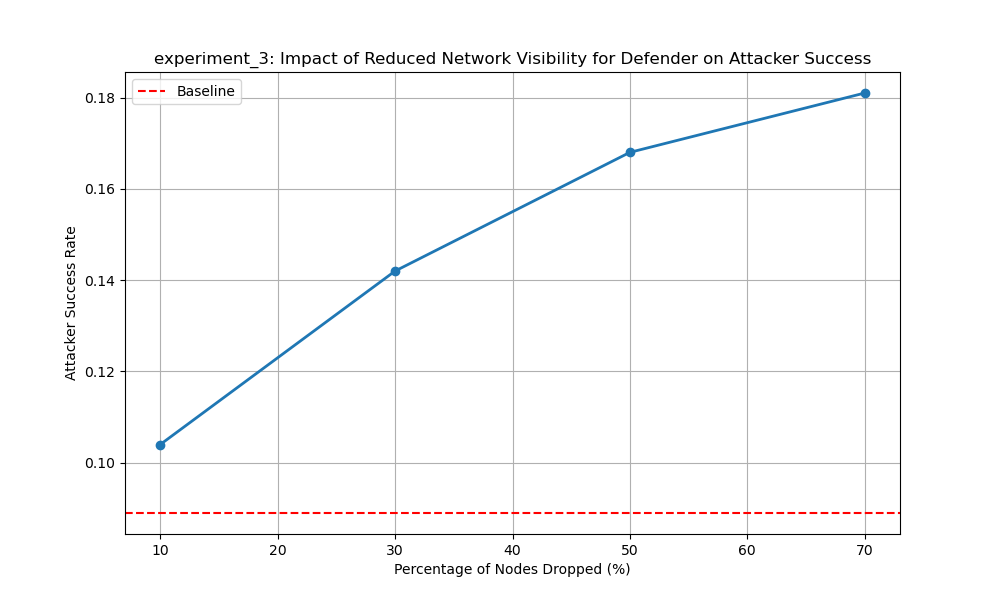 experiment_3: Impact of Reduced Network Visibility for Defender on Attacker Success
Baseline
0.18
0.16
0.14
0.12
0.10
Attacker Success Rate
10 20 30 40 50 60 70
Percentage of Nodes Dropped (%)